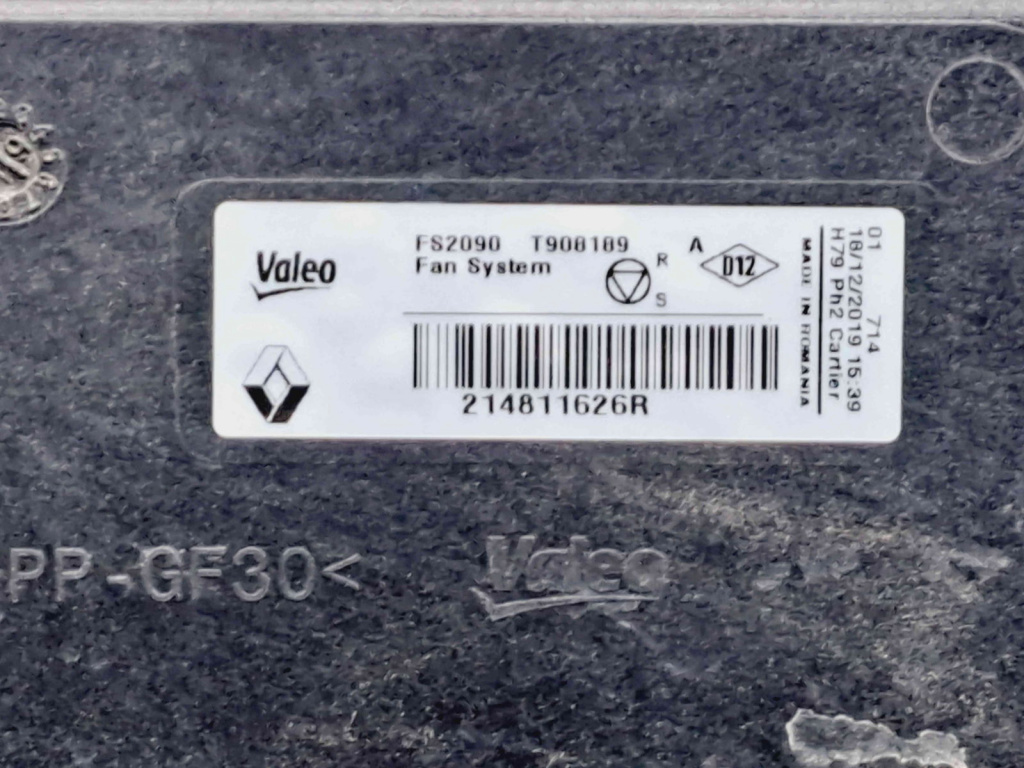 Valeo
FS2090 T908189
Fan System
R
S
A
D12
214811626R
MADE IN ROMANIA
01 714
18/12/2019 15:39
H79 Ph2 Cartier
PP-GF30<
Valeo